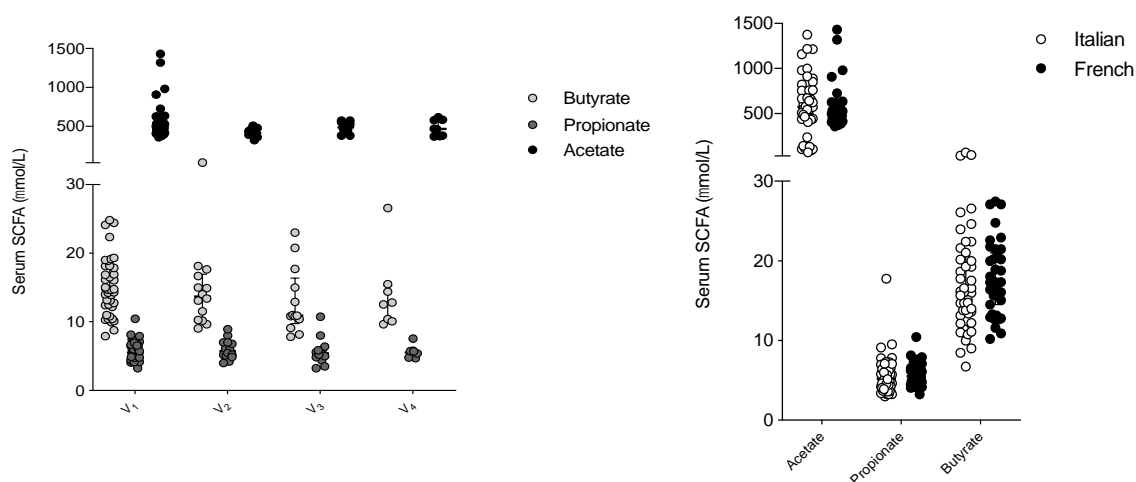 1500
1000
500
30
20
10
0
Serum SCFA (mmol/L)
V1
V2
V3
V4
Butyrate
Propionate
Acetate
1500
1000
500
30
20
10
0
Serum SCFA (mmol/L)
Acetate
Propionate
Butyrate
Italian
French